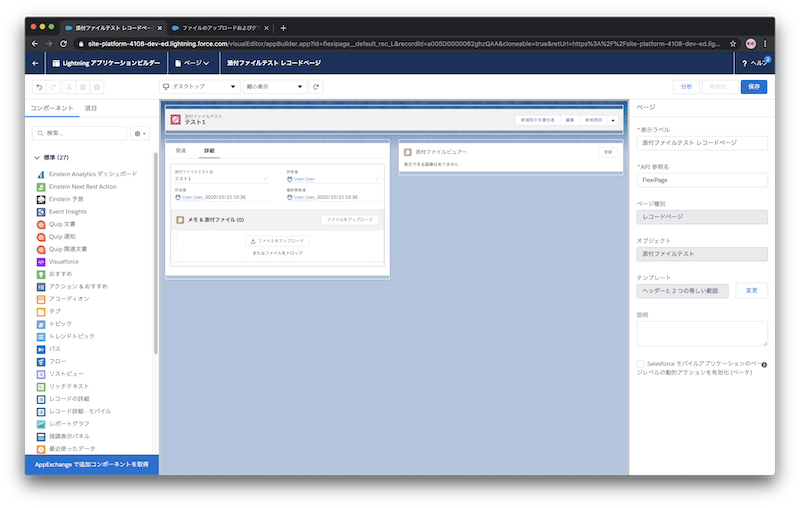 添付ファイルテスト レコードページ
ファイルのアップロードおよびデ
site-platform-4108-dev-ed.lightning.force.com/visualEditor/appBuilder.app?id=flexipage__default_rec_L&recordId=a005D0000082ghzQAA&cloneable=true&retUrl=https%3A%2F%2Fsite-platform-4108-dev-ed.lig...
Lightning アプリケーションビルダー
ページ
添付ファイルテスト レコードページ
? ヘルプ
3
デスクトップ
縮小表示
分析
保存
コンポーネント
項目
検索...
標準 (27)
Einstein Analytics ダッシュボード
Einstein Next Best Action
Einstein 予測
Event Insights
Quip 文書
Quip 通知
Quip 関連文書
Visualforce
おすすめ
アクション & おすすめ
アコーディオン
タブ
トピック
トレンドトピック
パス
フロー
リストビュー
リッチテキスト
レコードの詳細
レコード詳細 - モバイル
レポートグラフ
強調表示パネル
最近使ったデータ
AppExchange で追加コンポーネントを取得
添付ファイルテスト
テスト1
新規取引先責任者
編集
新規商談
関連
詳細
添付ファイルテスト名
テスト1
所有者
User User
作成者
User User, 2020/10/21 10:36
最終更新者
User User, 2020/10/21 10:36
メモ & 添付ファイル (0)
ファイルをアップロード
ファイルをアップロード
またはファイルをドロップ
添付ファイルビュアー
更新
表示できる画像はありません
ページ
*表示ラベル
添付ファイルテスト レコードページ
*API 参照名
FlexiPage
ページ種別
レコードページ
オブジェクト
添付ファイルテスト
テンプレート
ヘッダーと 2 つの等しい範囲
変更
説明
Salesforce モバイルアプリケーションのペー
ジレベルの動的アクションを有効化 (ベータ)